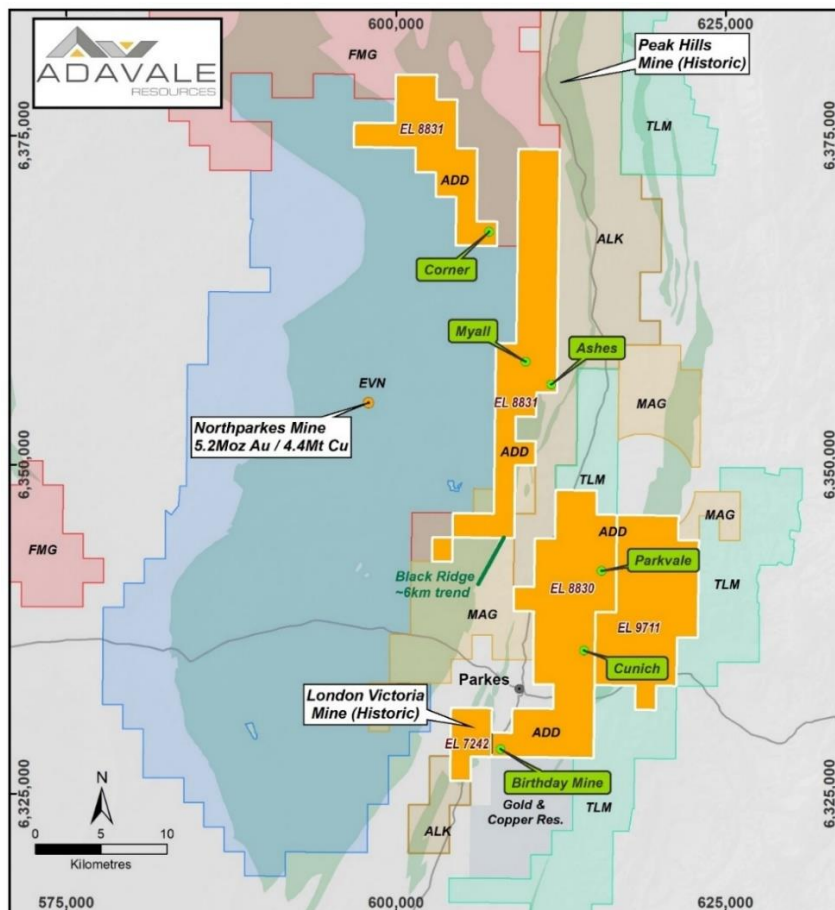 ADAVALE
RESOURCES
600,000
625,000
Peak Hills
Mine (Historic)
FMG
6,375,000
6,375,000
EL 8831
TLM
ADD
ALK
Corner
Myall
Ashes
EVN
EL 8831
MAG
Northparkes Mine
5.2Moz Au / 4.4Mt Cu
ADD
6,350,000
6,350,000
TLM
MAG
ADD
FMG
Parkvale
Black Ridge
~6km trend
EL 8830
TLM
MAG
EL 9711
Cunich
Parkes
London Victoria
Mine (Historic)
ADD
EL 7242
Birthday Mine
N
6,325,000
6,325,000
Gold &
Copper Res.
TLM
ALK
0 5 10
Kilometres
575,000
600,000
625,000